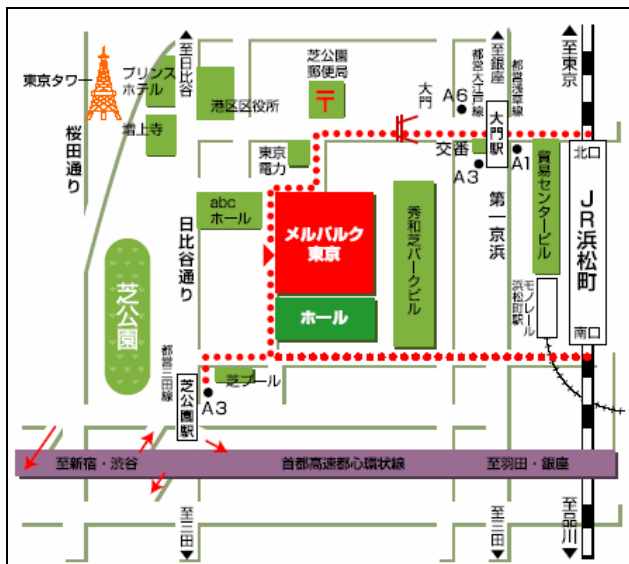 至日比谷
芝公園
郵便局
至銀座
都営大江戸線
都営浅草線
至東京
東京タワー
プリンス
ホテル
港区区役所
大門
A6
大門駅
桜田通り
増上寺
東京
電力
交番
A3
A1
北口
貿易センタービル
JR浜松町
abc
ホール
日比谷通り
メルパルク
東京
秀和芝パークビル
第一京浜
芝公園
ホール
モノレール
浜松町駅
南口
都営三田線
芝プール
芝公園駅
A3
至新宿・渋谷
首都高速都心環状線
至羽田・銀座
至三田
至三田
至品川